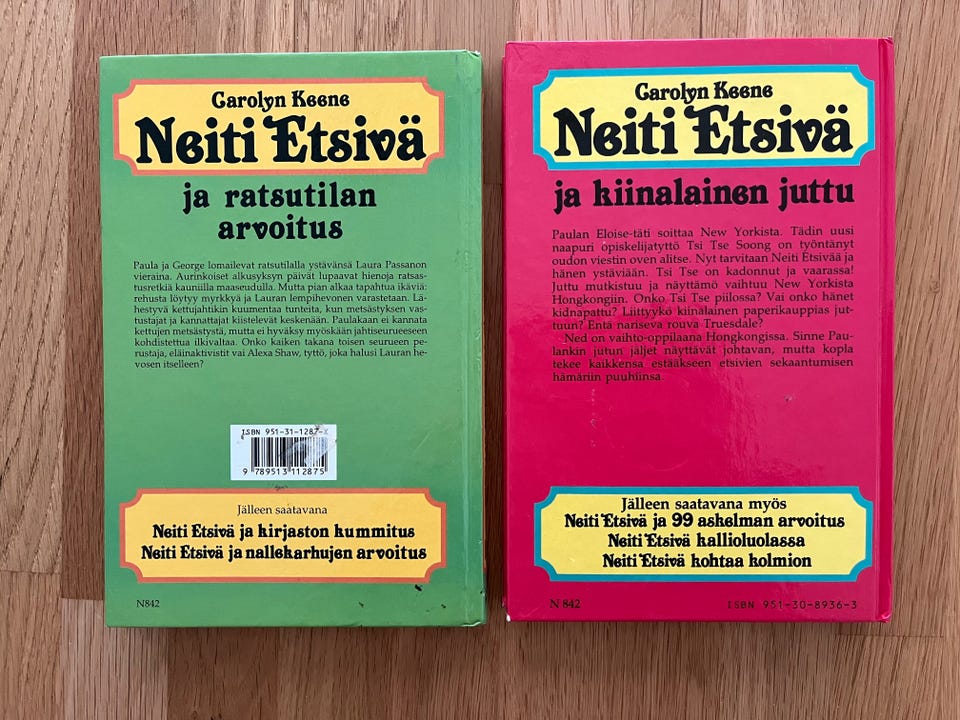 Carolyn Keene
Neiti Etsivä
ja ratsutilan
arvoitus
Paula ja George lomailevat ratsutilalla ystävänsä Laura Passanon
vieraina. Aurinkoiset alkusyksyn päivät lupaavat hienoja ratsas-
tusretkiä kauniilla maaseudulla. Mutta pian alkaa tapahtua ikäviä:
rehusta löytyy myrkkyä ja Lauran lempihevonen varastetaan. Lä-
hestyvä kettujahtikin kuumentaa tunteita, kun metsästyksen vas-
tustajat ja kannattajat kiistelevät keskenään. Paulakaan ei kannata
kettujen metsästystä, mutta ei hyväksy myöskään jahtiseurueeseen
kohdistettua ilkivaltaa. Onko kaiken takana toisen seurueen pe-
rustaja, eläinaktivistit vai Alexa Shaw, tyttö, joka halusi Lauran he-
vosen itselleen?
ISBN 951-31-1287-X
9 789513 112875
Jälleen saatavana
Neiti Etsivä ja kirjaston kummitus
Neiti Etsivä ja nallekarhujen arvoitus
N842
Carolyn Keene
Neiti Etsivä
ja kiinalainen juttu
Paulan Eloise-täti soittaa New Yorkista. Tädin uusi
naapuri opiskelijatyttö Tsi Tse Soong on työntänyt
oudon viestin oven alitse. Nyt tarvitaan Neiti Etsivää ja
hänen ystäviään. Tsi Tse on kadonnut ja vaarassa!
Juttu mutkistuu ja näyttämö vaihtuu New Yorkista
Hongkongiin. Onko Tsi Tse piilossa? Vai onko hänet
kidnapattu? Liittyykö kiinalainen paperikauppias jut-
tuun? Entä nariseva rouva Truesdale?
Ned on vaihto-oppilaana Hongkongissa. Sinne Pau-
lankin jutun jäljet näyttävät johtavan, mutta kopla
tekee kaikkensa estääkseen etsivien sekaantumisen
hämäriin puuhiinsa.
Jälleen saatavana myös
Neiti Etsivä ja 99 askelman arvoitus
Neiti Etsivä kallioluolassa
Neiti Etsivä kohtaa kolmion
N 842
ISBN 951-30-8936-3